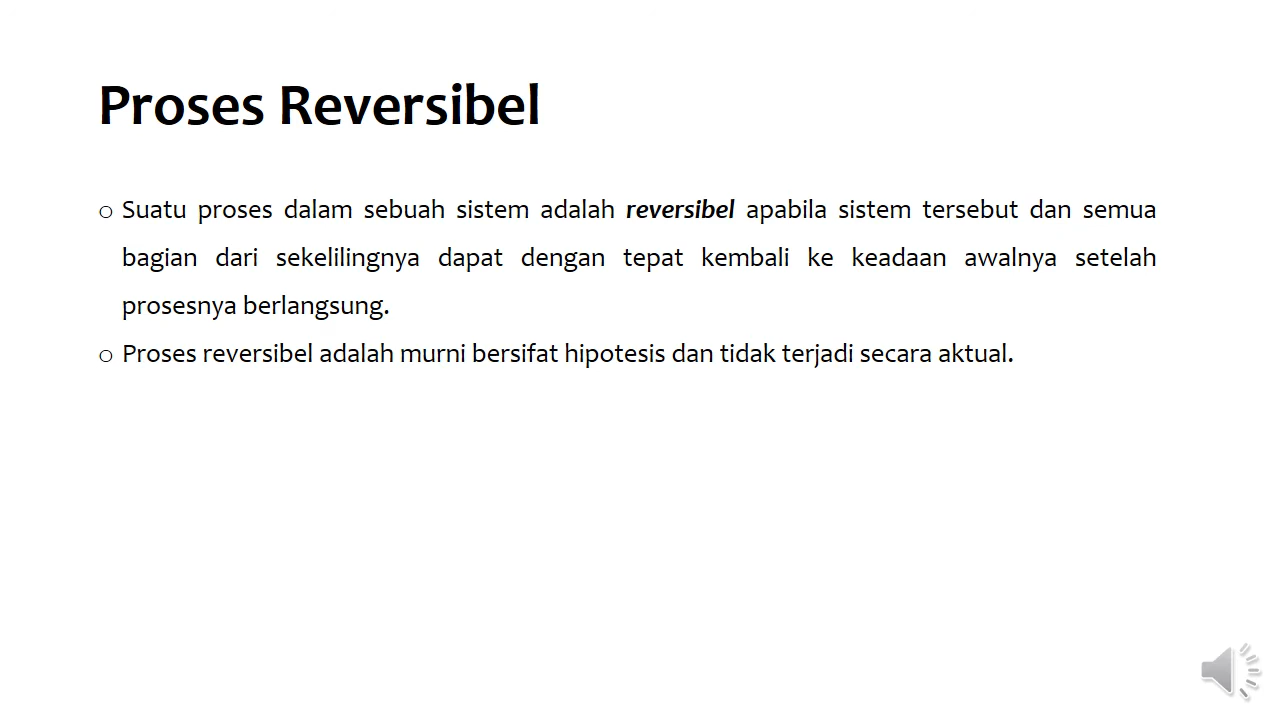 Proses Reversibel
o Suatu proses dalam sebuah sistem adalah reversibel apabila sistem tersebut dan semua
bagian dari sekelilingnya dapat dengan tepat kembali ke keadaan awalnya setelah
prosesnya berlangsung.
o Proses reversibel adalah murni bersifat hipotesis dan tidak terjadi secara aktual.